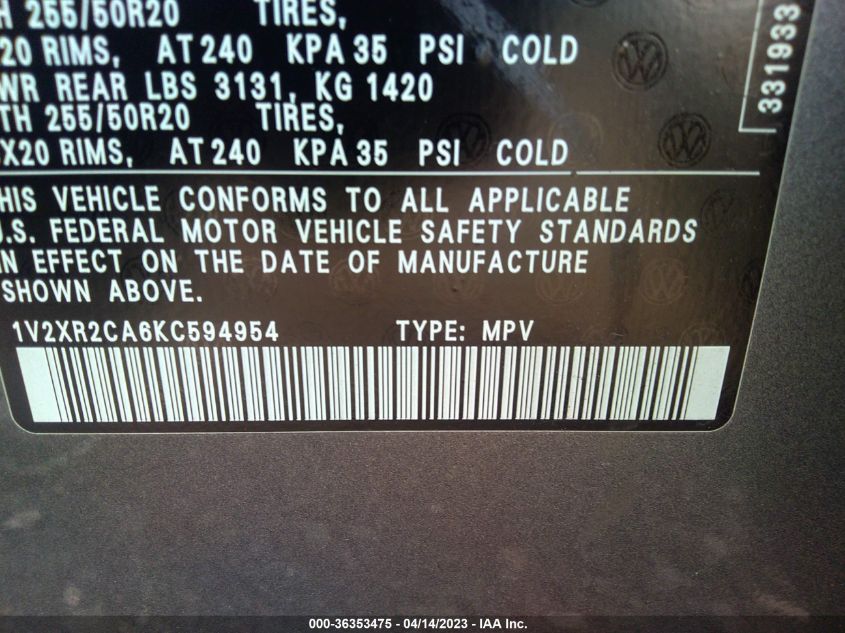 TH 255/50R20 TIRES,
20 RIMS, AT 240 KPA 35 PSI COLD
WR REAR LBS 3131, KG 1420
TH 255/50R20 TIRES,
X20 RIMS, AT 240 KPA 35 PSI COLD
HIS VEHICLE CONFORMS TO ALL APPLICABLE
U.S. FEDERAL MOTOR VEHICLE SAFETY STANDARDS
IN EFFECT ON THE DATE OF MANUFACTURE
SHOWN ABOVE.
1V2XR2CA6KC594954 TYPE: MPV
331933
000-36353475 - 04/14/2023 - IAA Inc.